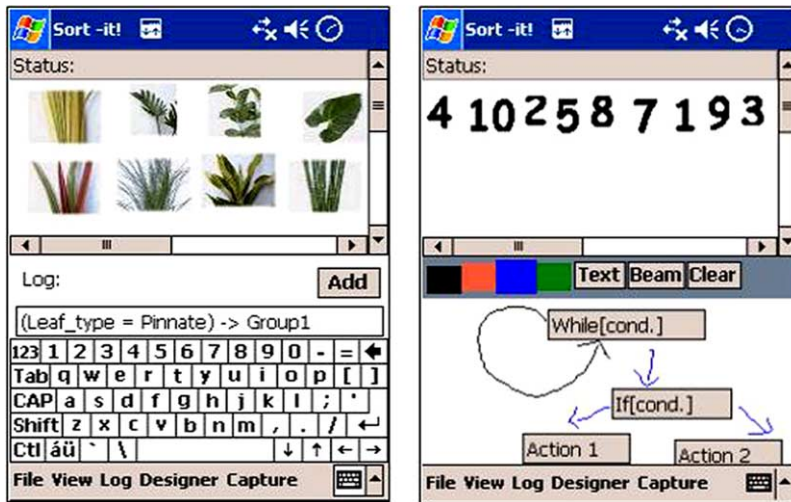 Sort -it!
Status:
Log:
Add
(Leaf_type = Pinnate) -> Group1
123 1 2 3 4 5 6 7 8 9 0 - =
Tab q w e r t y u i o p [ ]
CAP a s d f g h j k l ; '
Shift z x c v b n m , . /
Ctl áü ` \
File View Log Designer Capture
Sort -it!
Status:
4 10 2 5 8 7 1 9 3
Text Beam Clear
While[cond.]
If[cond.]
Action 1 Action 2
File View Log Designer Capture